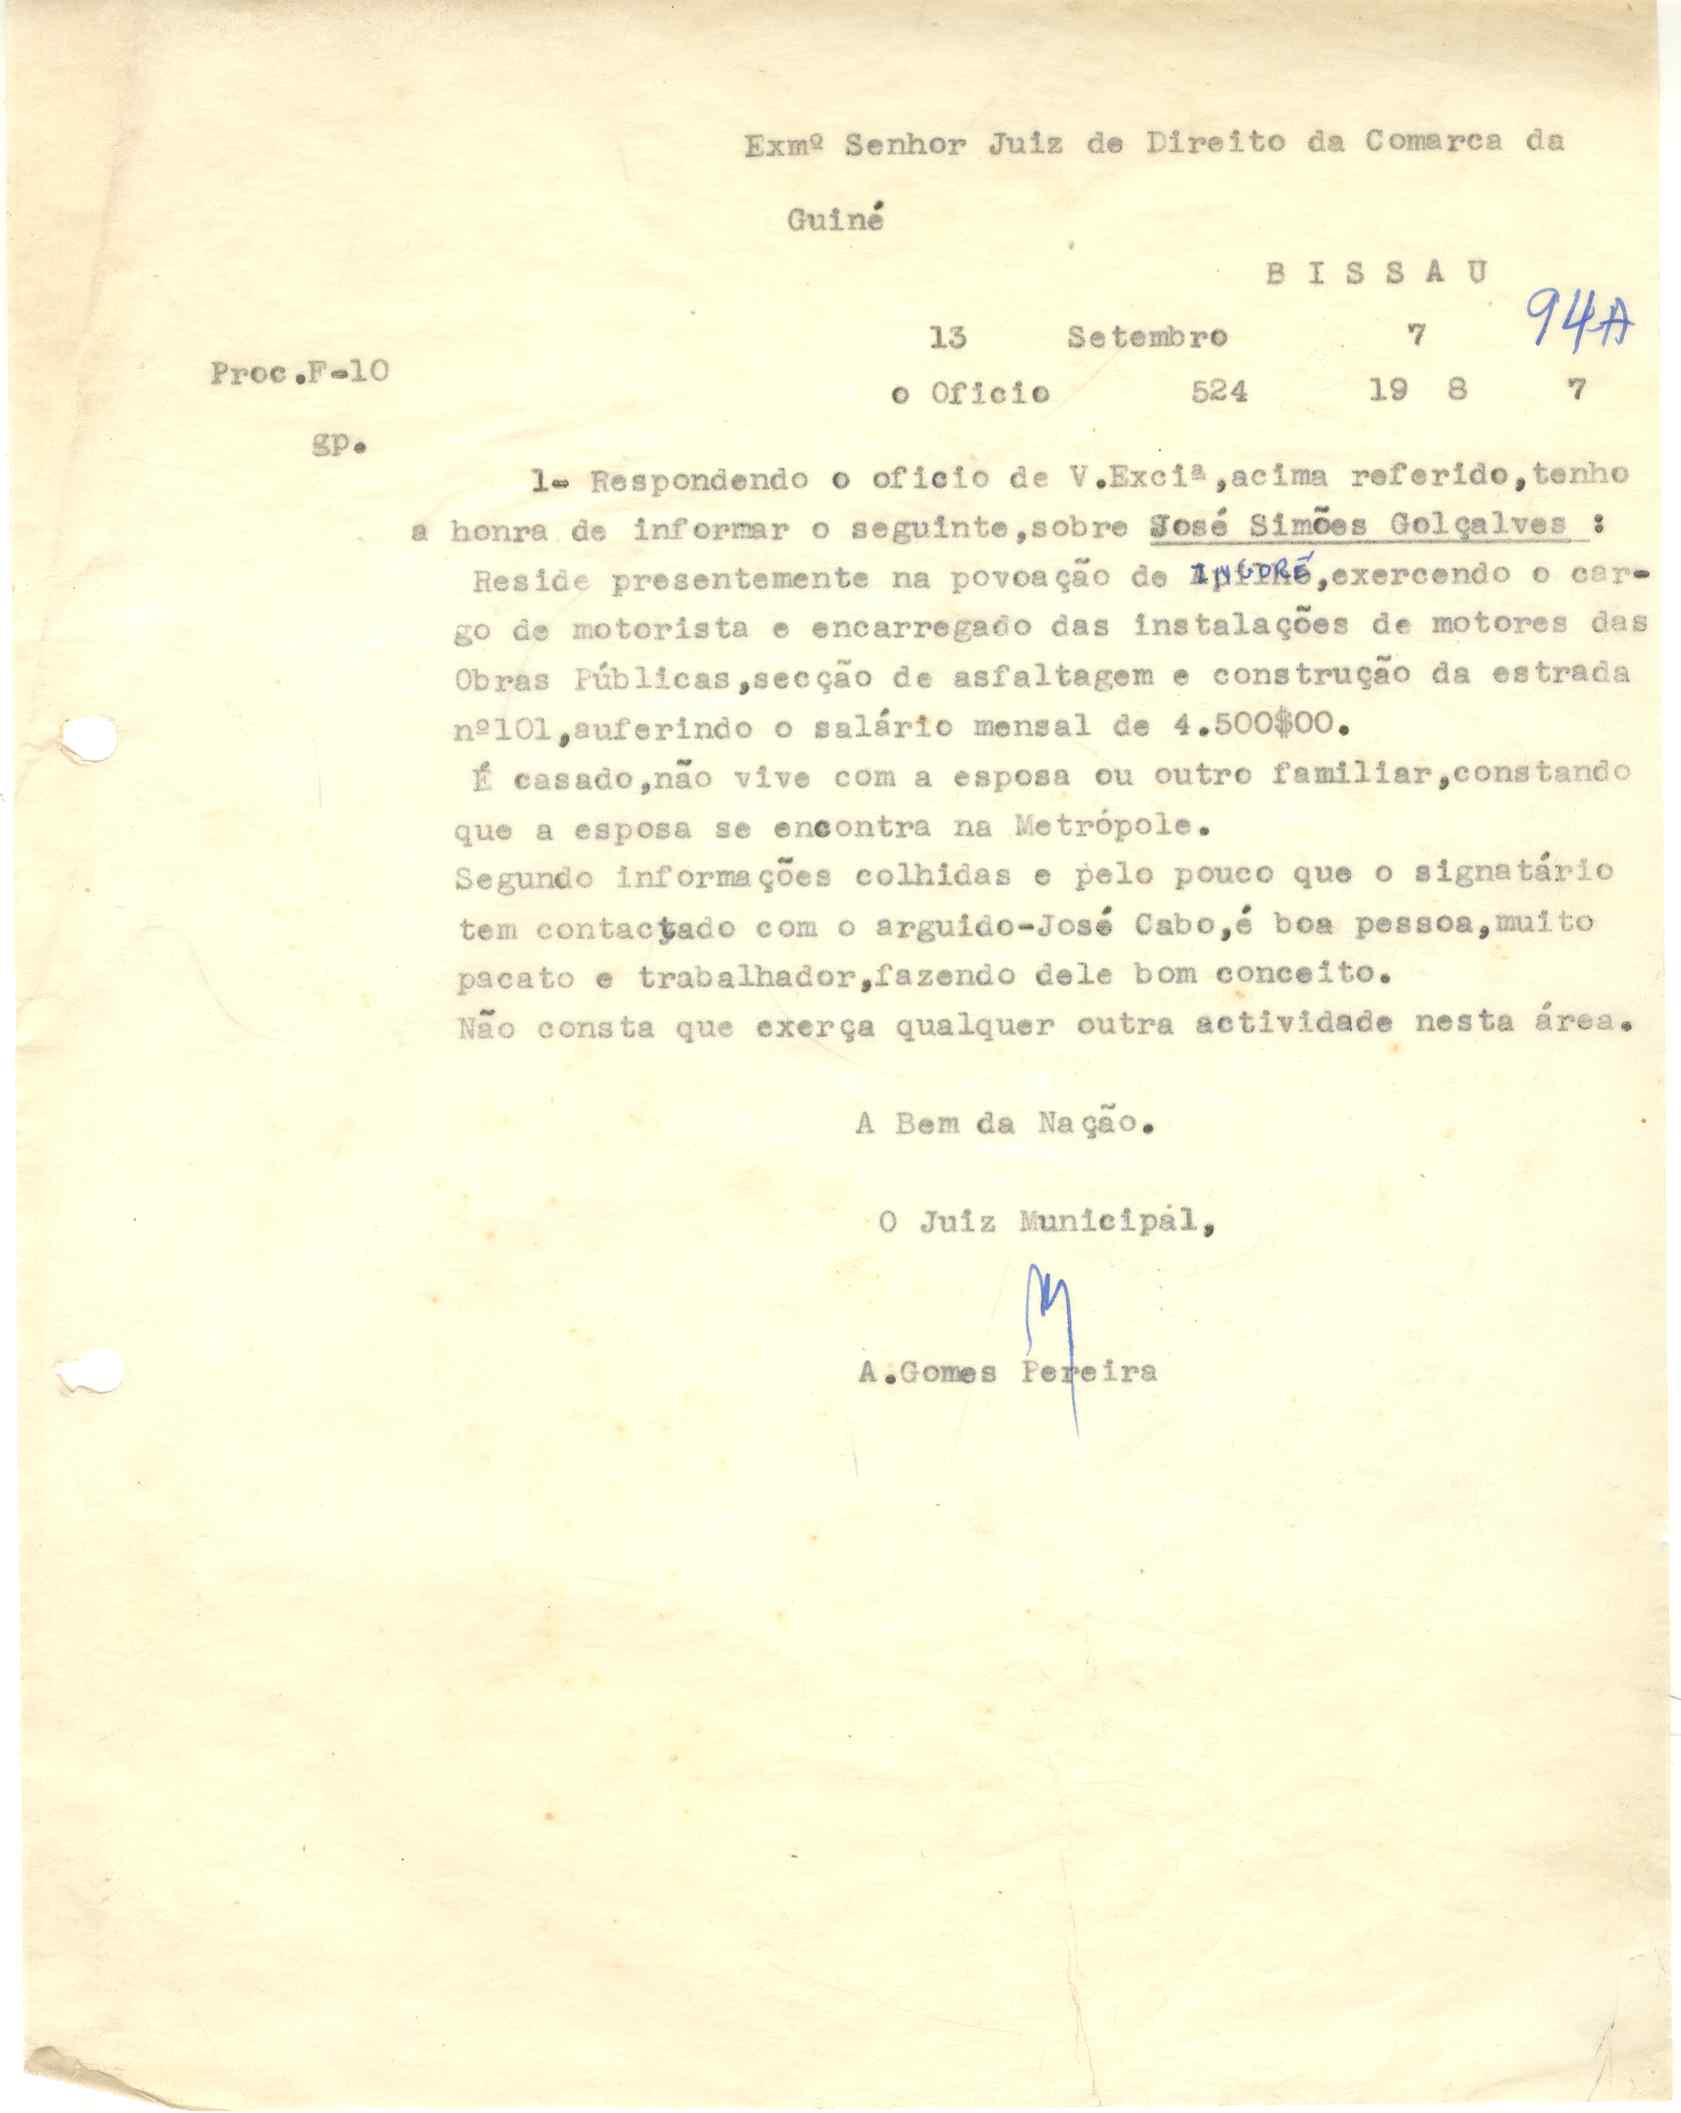 Exmº Senhor Juiz de Direito da Comarca da
Guiné
B I S S A U
94A
13 Setembro 7
Proc.F-10
o Oficio 524 19 8 7
gp.
1- Respondendo o oficio de V.Exciª,acima referido,tenho
a honra de informar o seguinte,sobre José Simões Golçalves :
Reside presentemente na povoação de INGORÉ,exercendo o car-
go de motorista e encarregado das instalações de motores das
Obras Públicas,secção de asfaltagem e construção da estrada
nº101,auferindo o salário mensal de 4.500$00.
É casado,não vive com a esposa ou outro familiar,constando
que a esposa se encontra na Metrópole.
Segundo informações colhidas e pelo pouco que o signatário
tem contactado com o arguido-José Cabo,é boa pessoa,muito
pacato e trabalhador,fazendo dele bom conceito.
Não consta que exerça qualquer outra actividade nesta área.
A Bem da Nação.
O Juiz Municipal,
A.Gomes Pereira